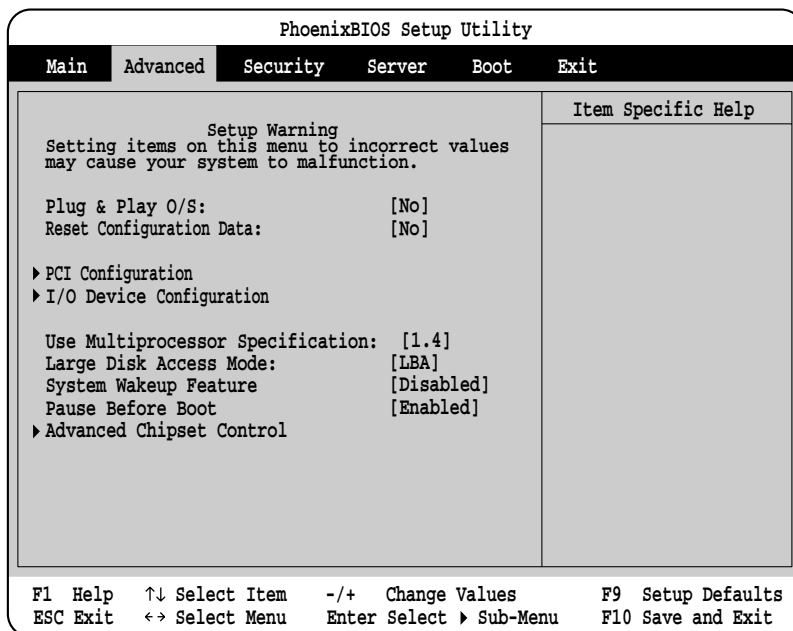 PhoenixBIOS Setup Utility
Main Advanced Security Server Boot Exit
Setup Warning
Setting items on this menu to incorrect values
may cause your system to malfunction.
Plug & Play O/S: [No]
Reset Configuration Data: [No]
PCI Configuration
I/O Device Configuration
Use Multiprocessor Specification: [1.4]
Large Disk Access Mode: [LBA]
System Wakeup Feature [Disabled]
Pause Before Boot [Enabled]
Advanced Chipset Control
Item Specific Help
F1 Help ↑↓ Select Item -/+ Change Values F9 Setup Defaults
ESC Exit ←→ Select Menu Enter Select ▶ Sub-Menu F10 Save and Exit